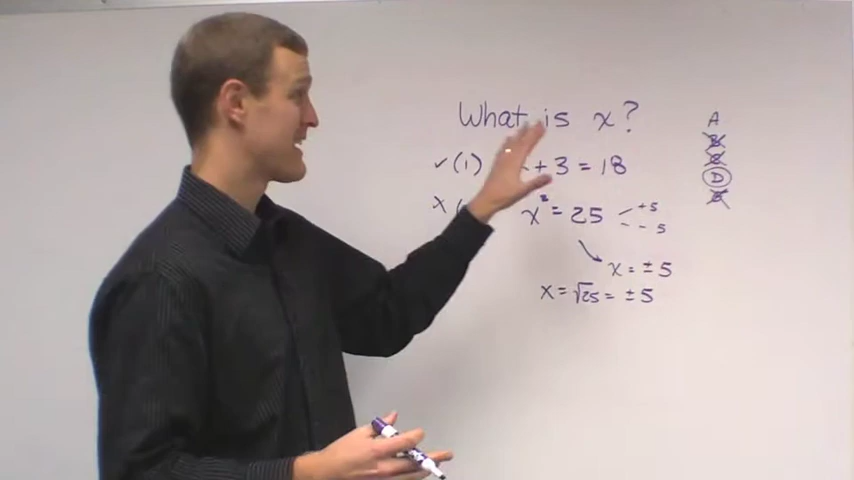 What is x?
✓ (1) + 3 = 18
x ( x² = 25 +5
- 5
x = ± 5
x = √25 = ± 5
A
B
C
D
E